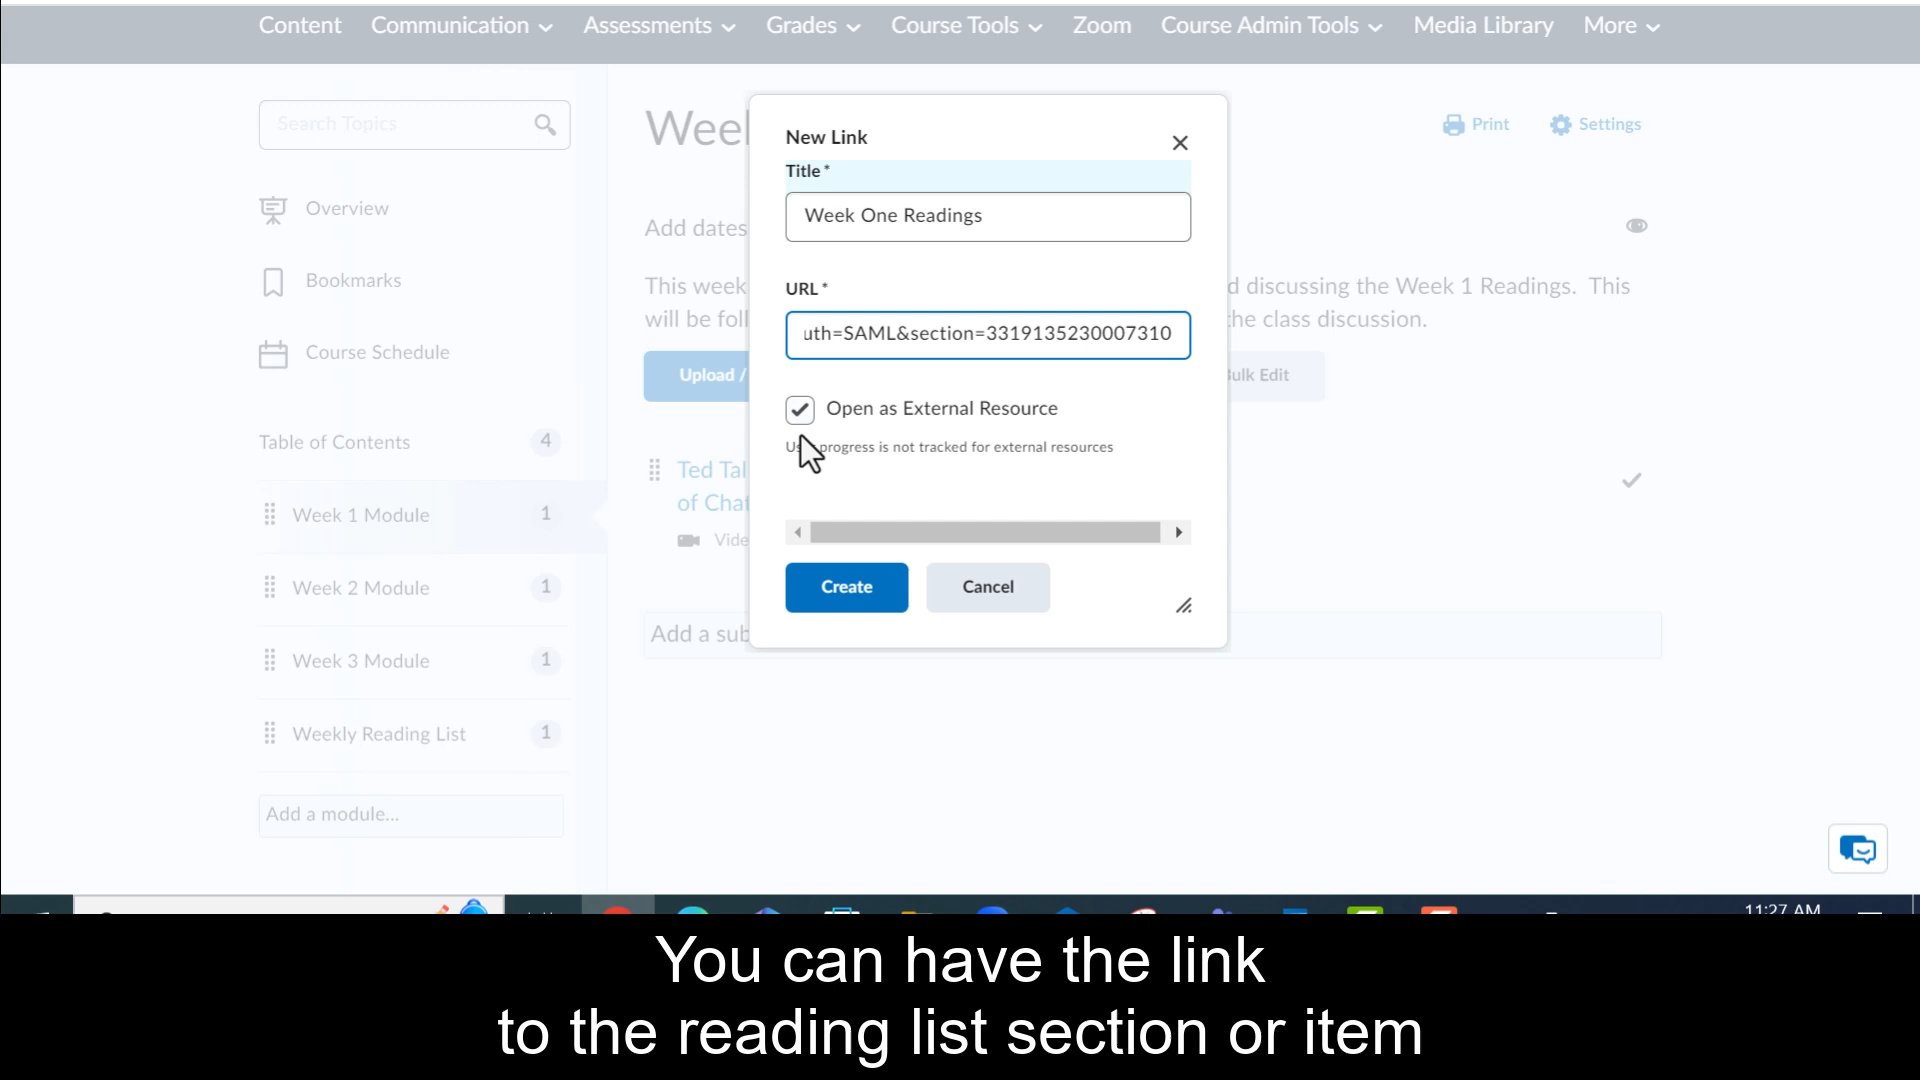 Content Communication Assessments Grades Course Tools Zoom Course Admin Tools Media Library More
Search Topics
Overview
Bookmarks
Course Schedule
Table of Contents 4
Week 1 Module 1
Week 2 Module 1
Week 3 Module 1
Weekly Reading List 1
Add a module...
Print Settings
Add dates
This week d discussing the Week 1 Readings. This
will be foll he class discussion.
Upload / Bulk Edit
Ted Tal
of Chat
Vide
Add a sub
New Link
Title *
Week One Readings
URL *
uth=SAML&section=3319135230007310
Open as External Resource
progress is not tracked for external resources
Create Cancel
11:27 AM
You can have the link
to the reading list section or item